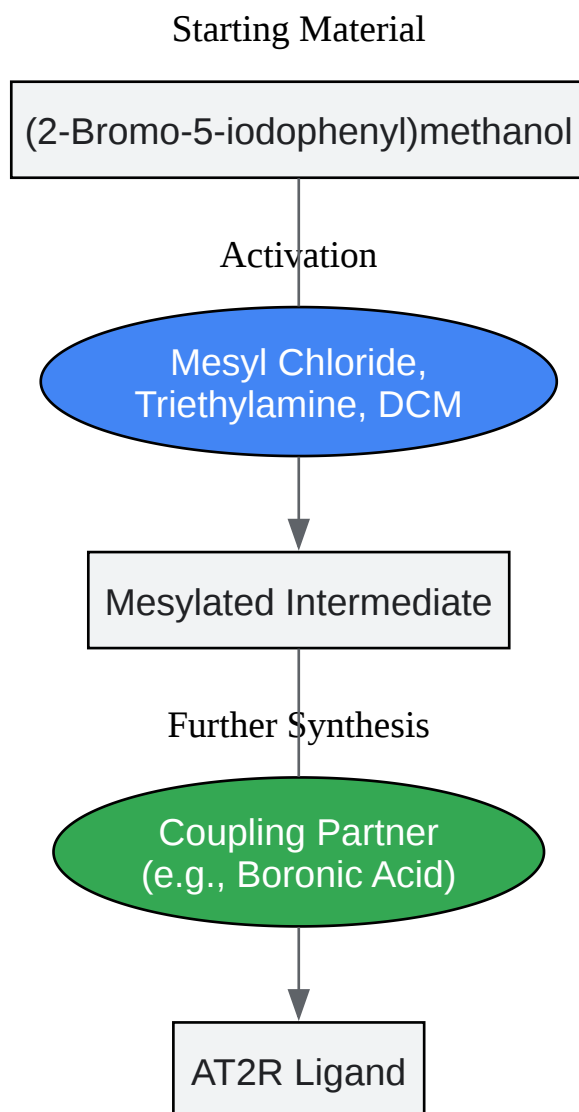 Starting Material
(2-Bromo-5-iodophenyl)methanol
Activation
Mesyl Chloride,
Triethylamine, DCM
Mesylated Intermediate
Further Synthesis
Coupling Partner
(e.g., Boronic Acid)
AT2R Ligand